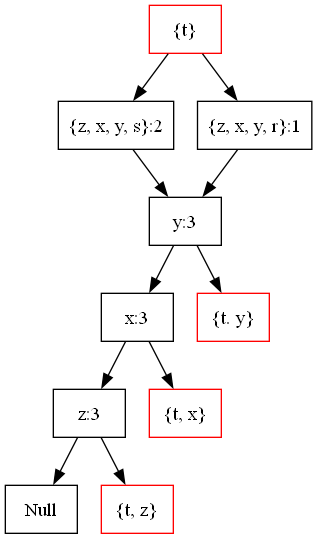 {t}
{z, x, y, s}:2
{z, x, y, r}:1
y:3
x:3
{t. y}
z:3
{t, x}
Null
{t, z}